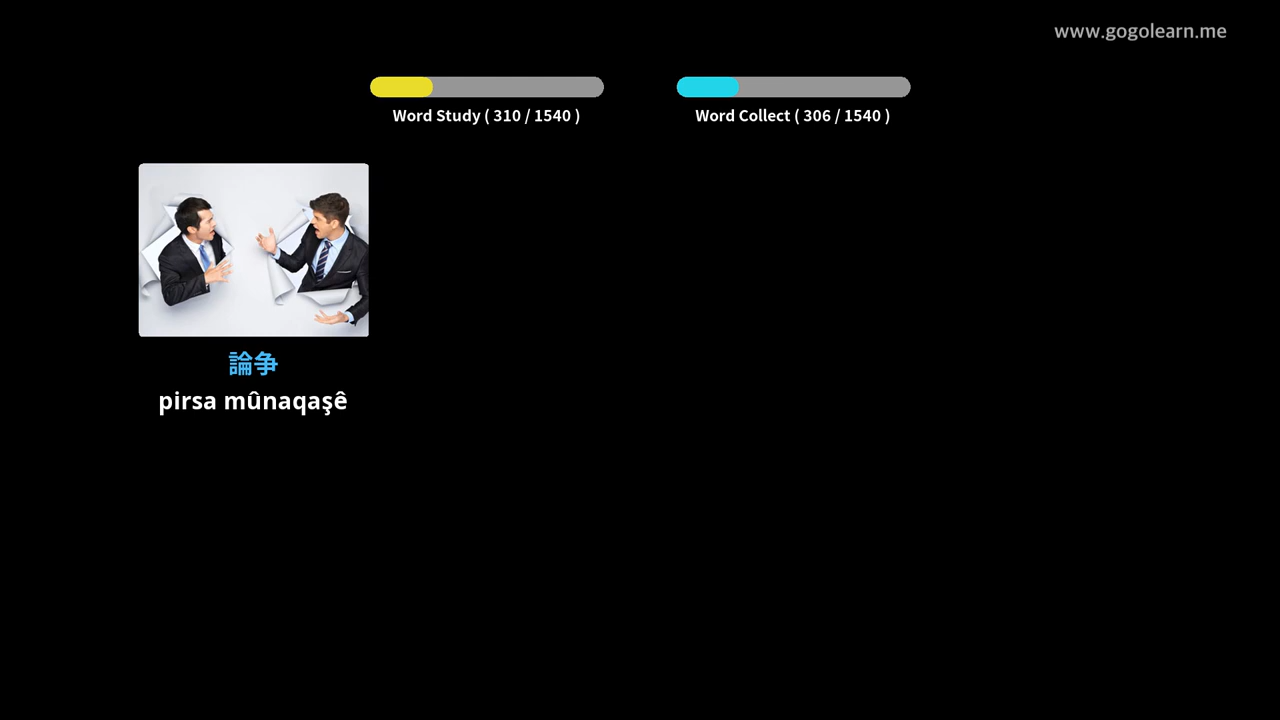 www.gogolearn.me
Word Study ( 310 / 1540 )
Word Collect ( 306 / 1540 )
論争
pirsa mûnaqaşê